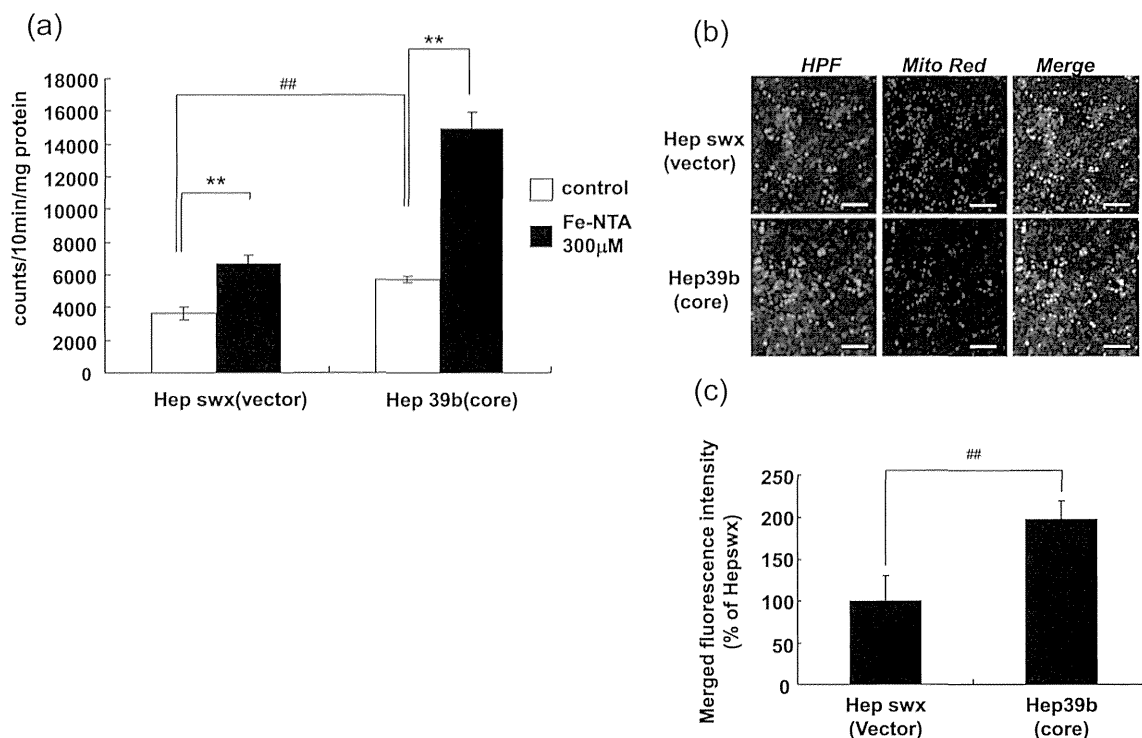 (a)
counts/10min/mg protein
18000
16000
14000
12000
10000
8000
6000
4000
2000
0
##
**
**
control
Fe-NTA
300μM
Hep swx(vector)
Hep 39b(core)
(b)
HPF
Mito Red
Merge
Hep swx
(vector)
Hep39b
(core)
(c)
Merged fluorescence intensity
(% of Hepswx)
250
200
150
100
50
0
##
Hep swx
(Vector)
Hep39b
(core)